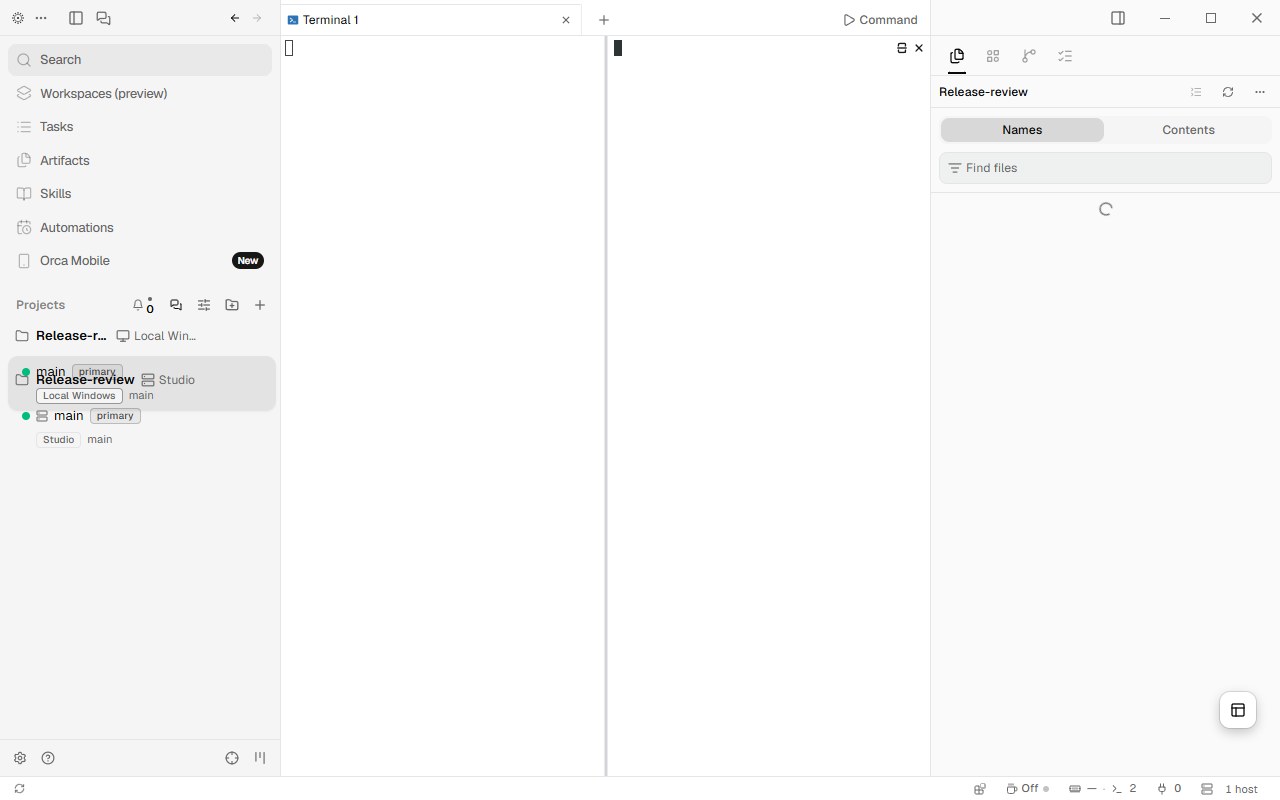 Terminal 1
Command
Search
Workspaces (preview)
Tasks
Artifacts
Skills
Automations
Orca Mobile
New
Projects
0
Release-r...
Local Win...
main
primary
Release-review
Studio
Local Windows
main
main
primary
Studio
main
Release-review
Names
Contents
Find files
Off
2
0
1 host